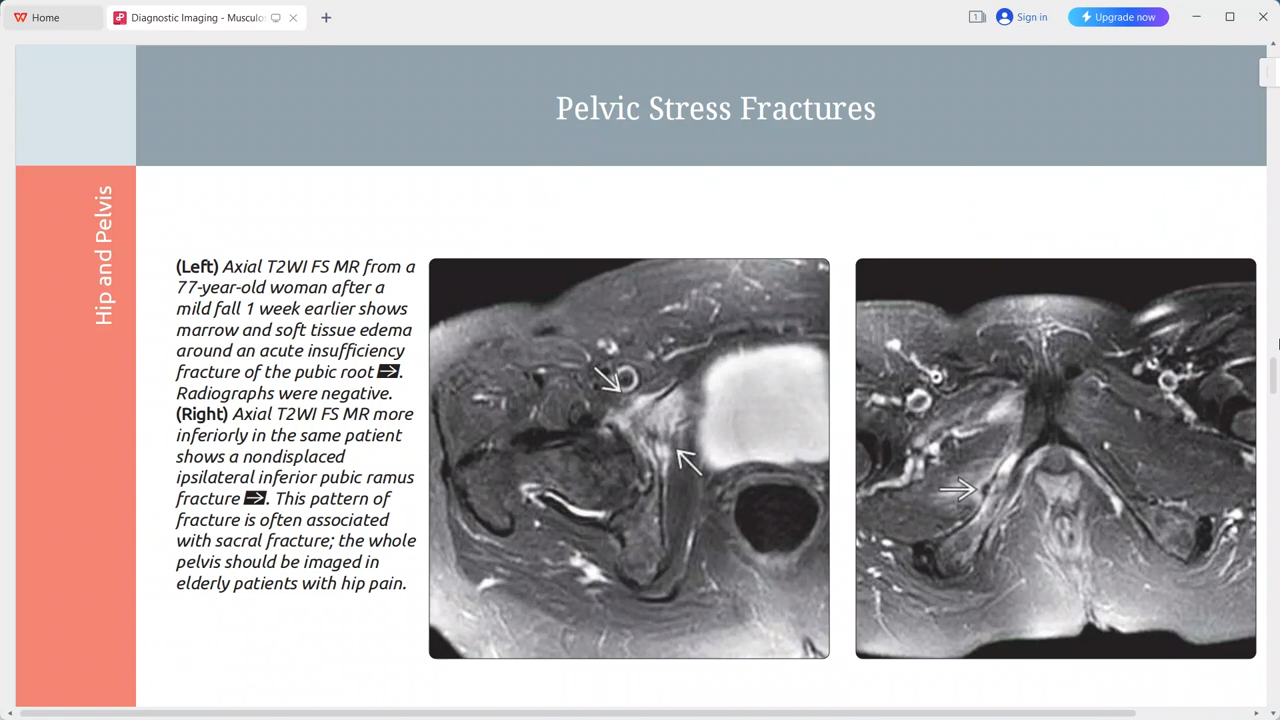 Home
Diagnostic Imaging - Musculos
1
Sign in
Upgrade now
Pelvic Stress Fractures
Hip and Pelvis
(Left) Axial T2WI FS MR from a
77-year-old woman after a
mild fall 1 week earlier shows
marrow and soft tissue edema
around an acute insufficiency
fracture of the pubic root ➡.
Radiographs were negative.
(Right) Axial T2WI FS MR more
inferiorly in the same patient
shows a nondisplaced
ipsilateral inferior pubic ramus
fracture ➡. This pattern of
fracture is often associated
with sacral fracture; the whole
pelvis should be imaged in
elderly patients with hip pain.